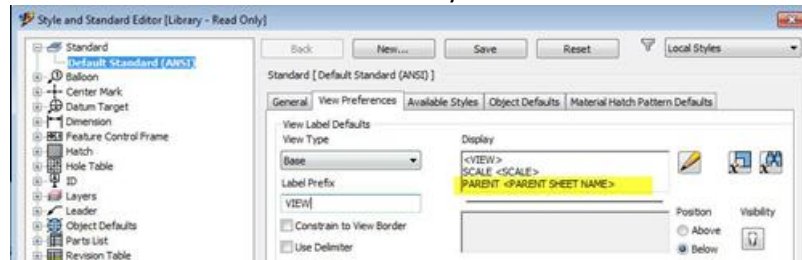 Style and Standard Editor [Library - Read Only]
Standard
Default Standard (ANSI)
Balloon
Center Mark
Datum Target
Dimension
Feature Control Frame
Hatch
Hole Table
ID
Layers
Leader
Object Defaults
Parts List
Revision Table
Back New... Save Reset Local Styles
Standard [ Default Standard (ANSI) ]
General View Preferences Available Styles Object Defaults Material Hatch Pattern Defaults
View Label Defaults
View Type Display
Base
<VIEW>
SCALE <SCALE>
PARENT <PARENT SHEET NAME>
Label Prefix
VIEW
Constrain to View Border
Use Delimiter
Position Visibility
Above
Below